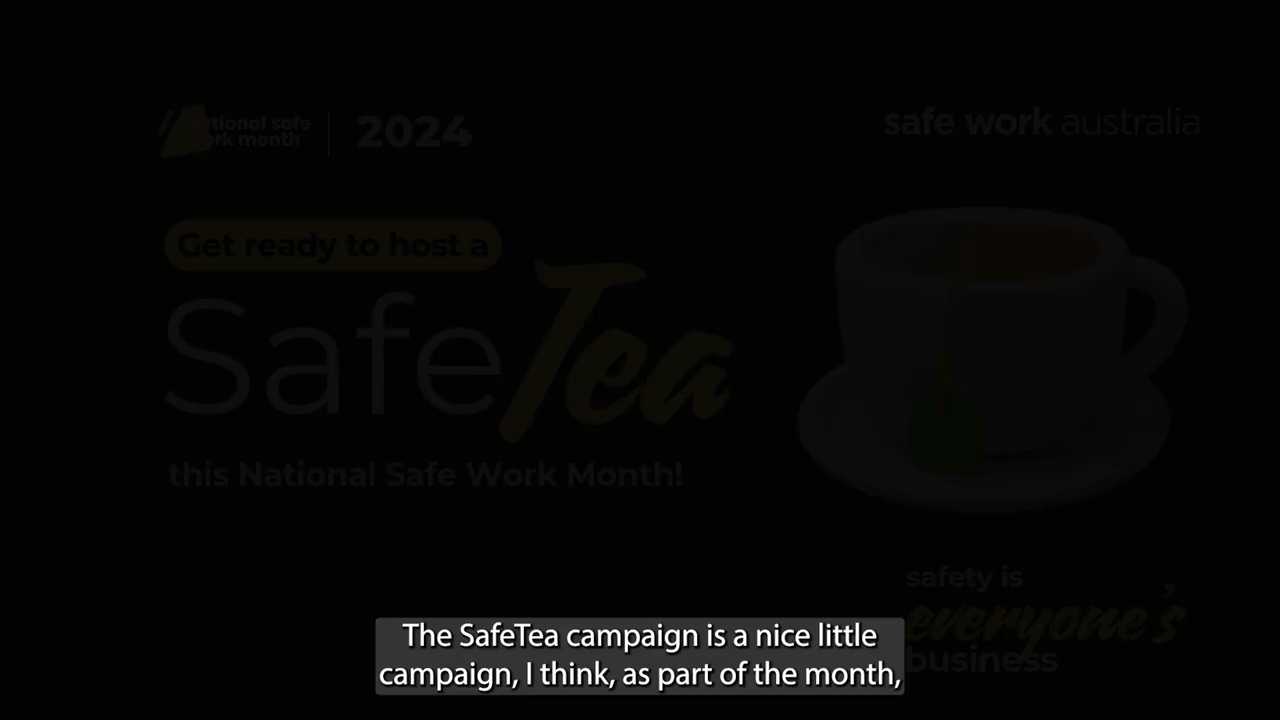 national safe
work month
2024
safe work australia
Get ready to host a
SafeTea
this National Safe Work Month!
safety is
everyone's
business
The SafeTea campaign is a nice little
campaign, I think, as part of the month,